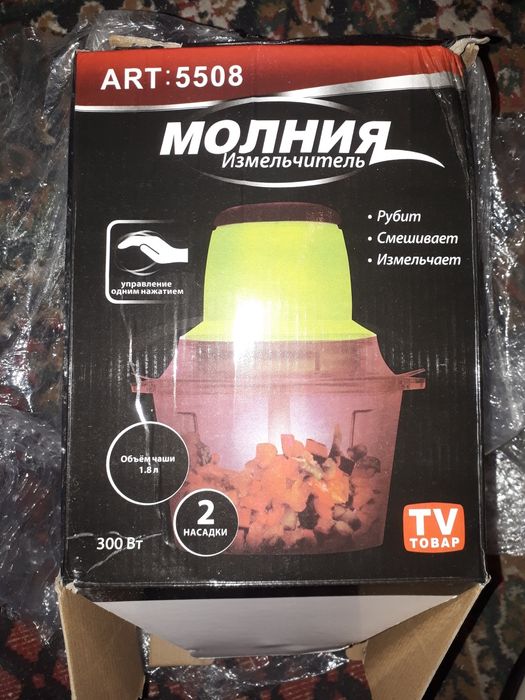 ART:5508
МОЛНИЯ
Измельчитель
• Рубит
• Смешивает
• Измельчает
управление
одним нажатием
Объём чаши
1.8 л
2
НАСАДКИ
300 Вт
TV
ТОВАР